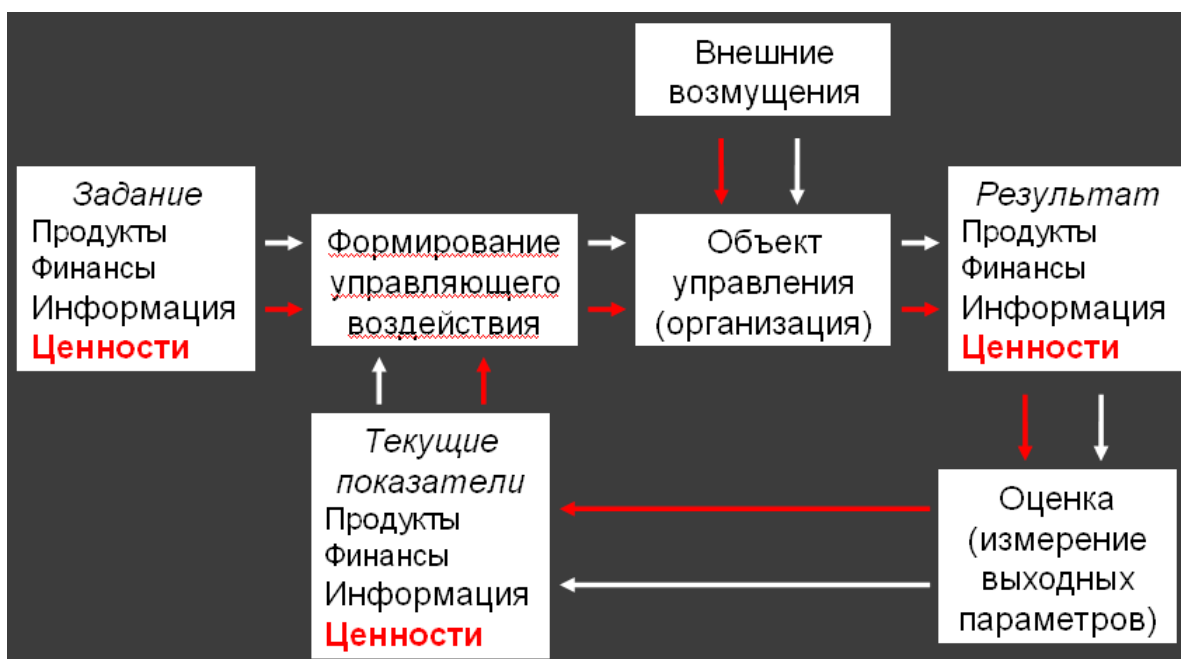 Внешние
возмущения
Задание
Продукты
Финансы
Информация
Ценности
Формирование
управляющего
воздействия
Объект
управления
(организация)
Результат
Продукты
Финансы
Информация
Ценности
Текущие
показатели
Продукты
Финансы
Информация
Ценности
Оценка
(измерение
выходных
параметров)